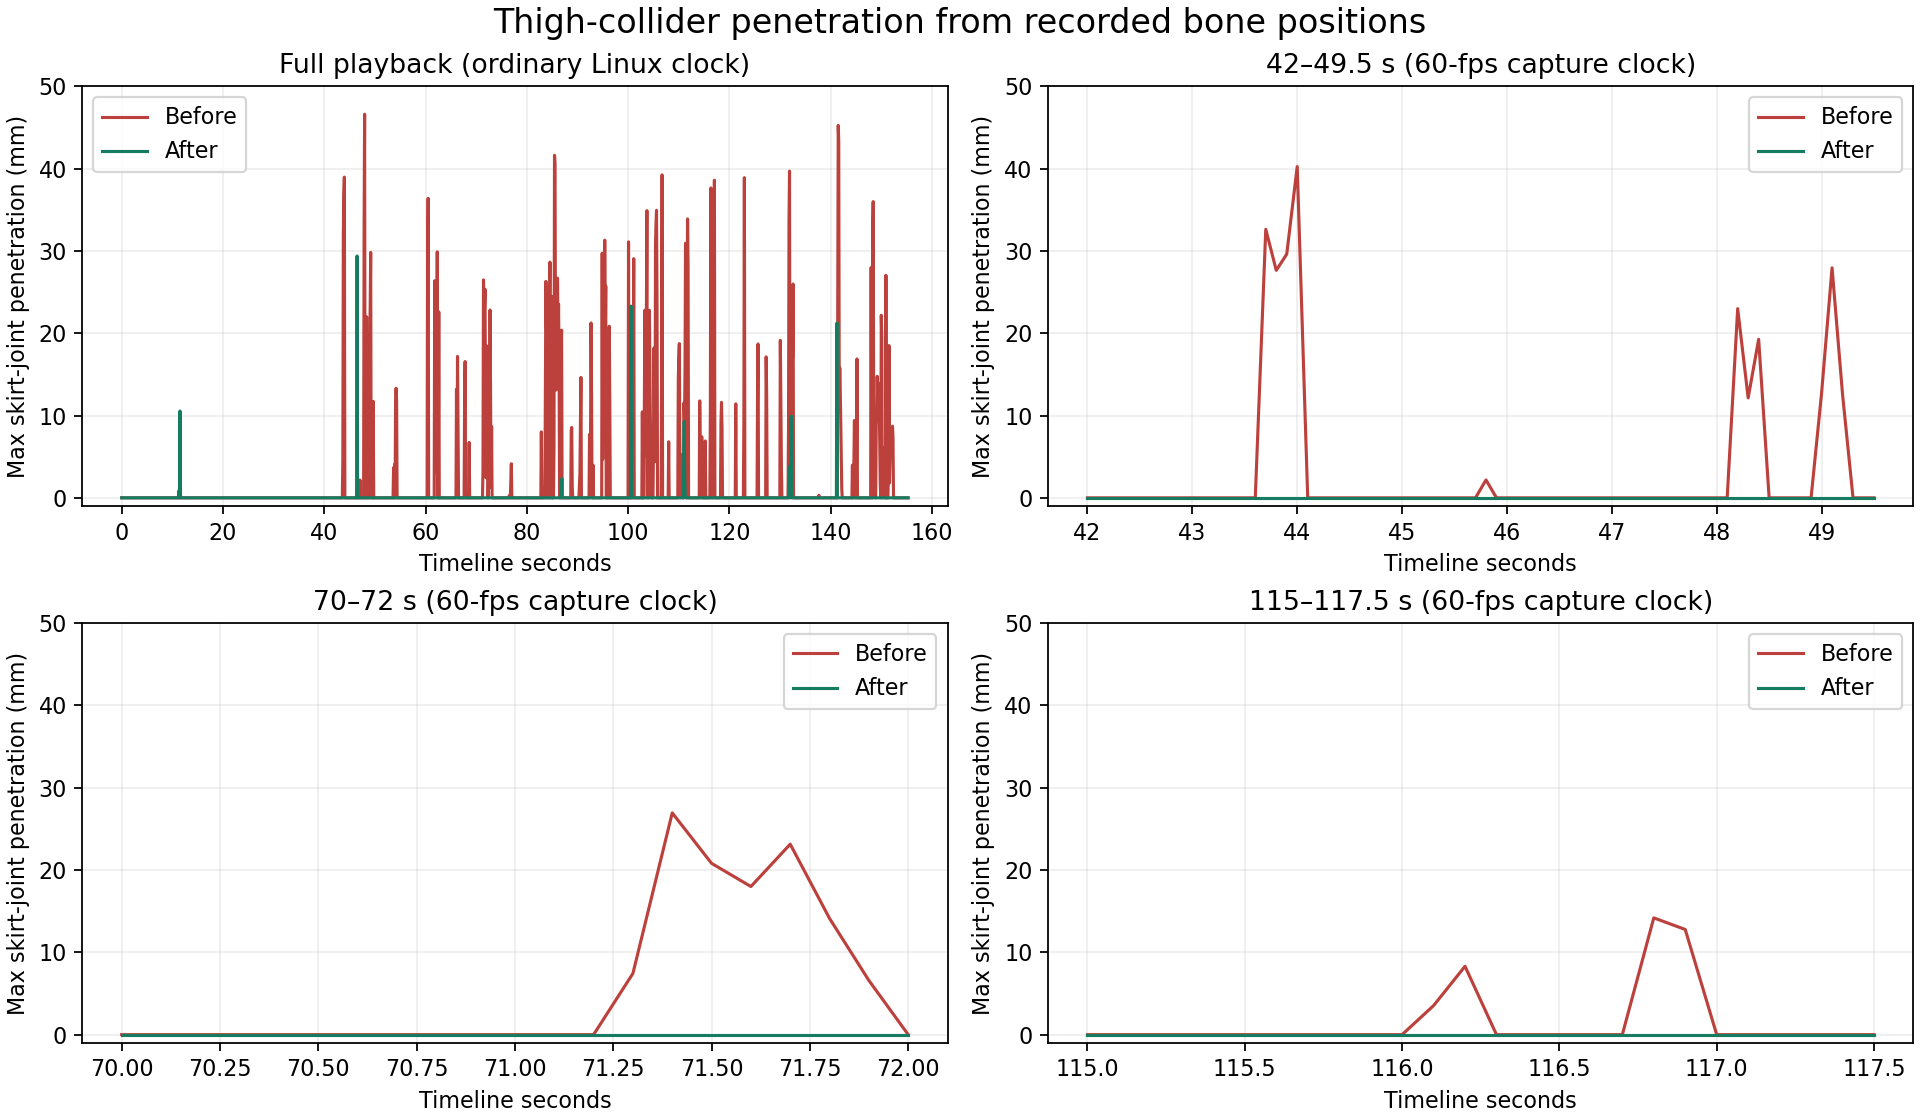 Thigh-collider penetration from recorded bone positions
Full playback (ordinary Linux clock)
Max skirt-joint penetration (mm)
50
40
30
20
10
0
Before
After
0 20 40 60 80 100 120 140 160
Timeline seconds
42–49.5 s (60-fps capture clock)
Max skirt-joint penetration (mm)
50
40
30
20
10
0
Before
After
42 43 44 45 46 47 48 49
Timeline seconds
70–72 s (60-fps capture clock)
Max skirt-joint penetration (mm)
50
40
30
20
10
0
Before
After
70.00 70.25 70.50 70.75 71.00 71.25 71.50 71.75 72.00
Timeline seconds
115–117.5 s (60-fps capture clock)
Max skirt-joint penetration (mm)
50
40
30
20
10
0
Before
After
115.0 115.5 116.0 116.5 117.0 117.5
Timeline seconds